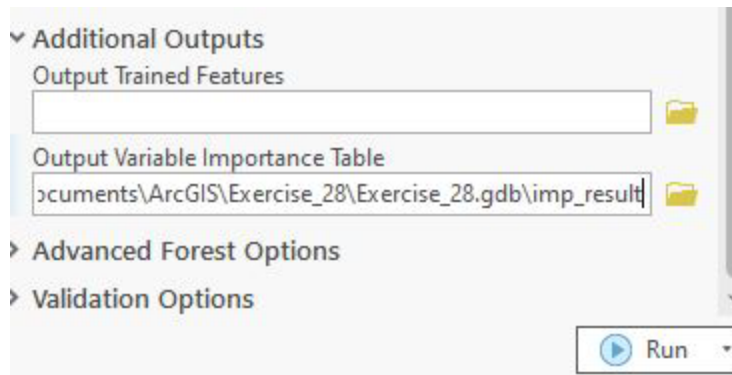 Additional Outputs
Output Trained Features
Output Variable Importance Table
ocuments\ArcGIS\Exercise_28\Exercise_28.gdb\imp_result
Advanced Forest Options
Validation Options
Run